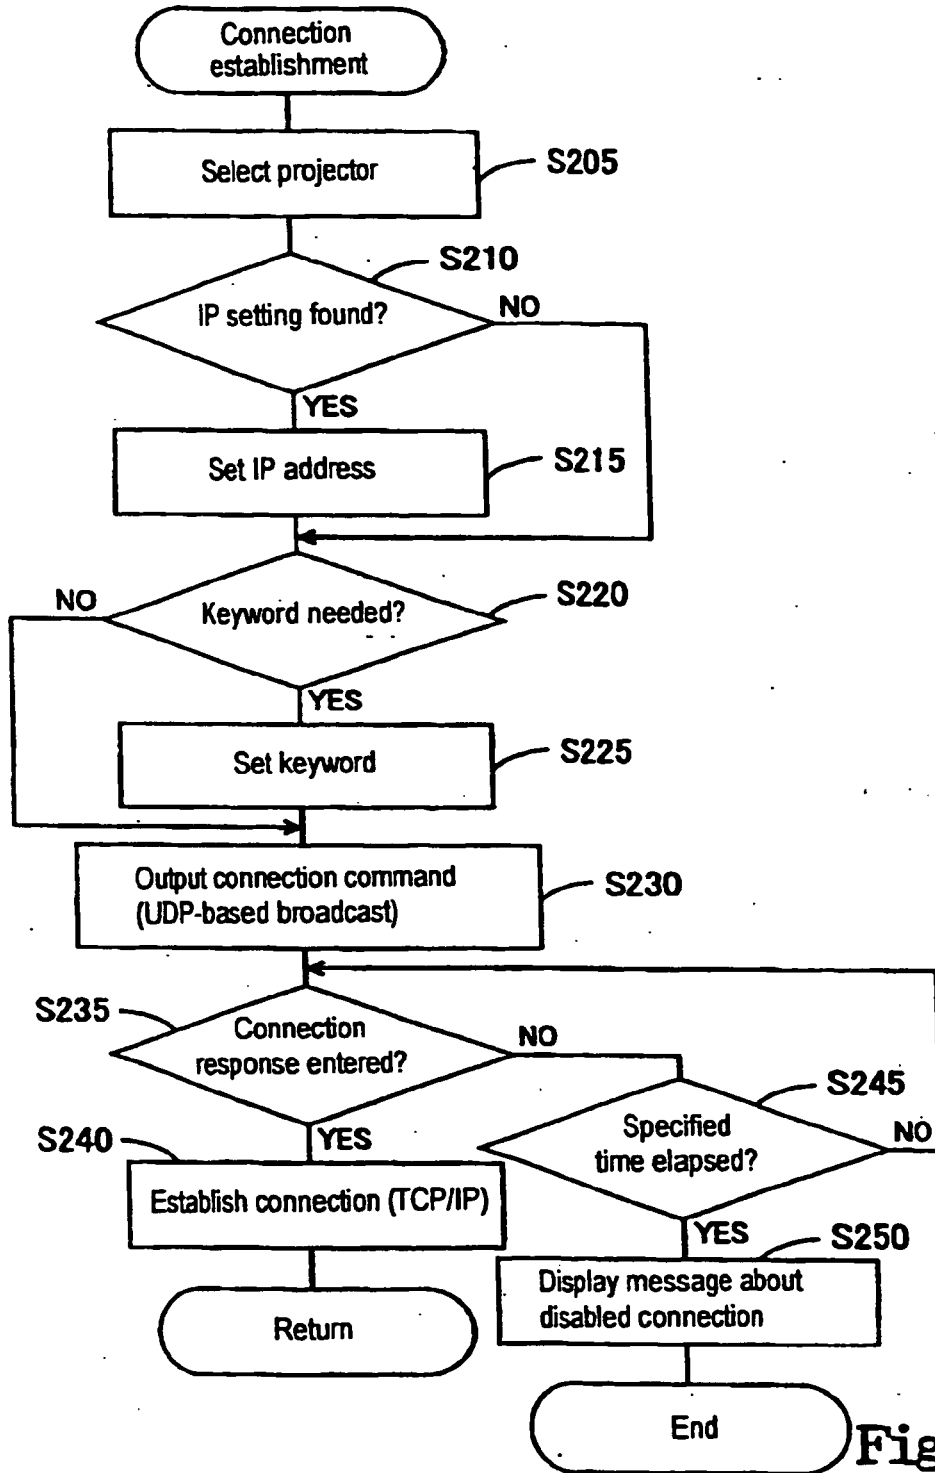 Connection
establishment
Select projector
S205
S210
IP setting found?
NO
YES
Set IP address
S215
NO
Keyword needed?
S220
YES
Set keyword
S225
Output connection command
(UDP-based broadcast)
S230
S235
Connection
response entered?
NO
YES
S245
Specified
time elapsed?
NO
YES
S240
Establish connection (TCP/IP)
S250
Display message about
disabled connection
Return
End
Fig